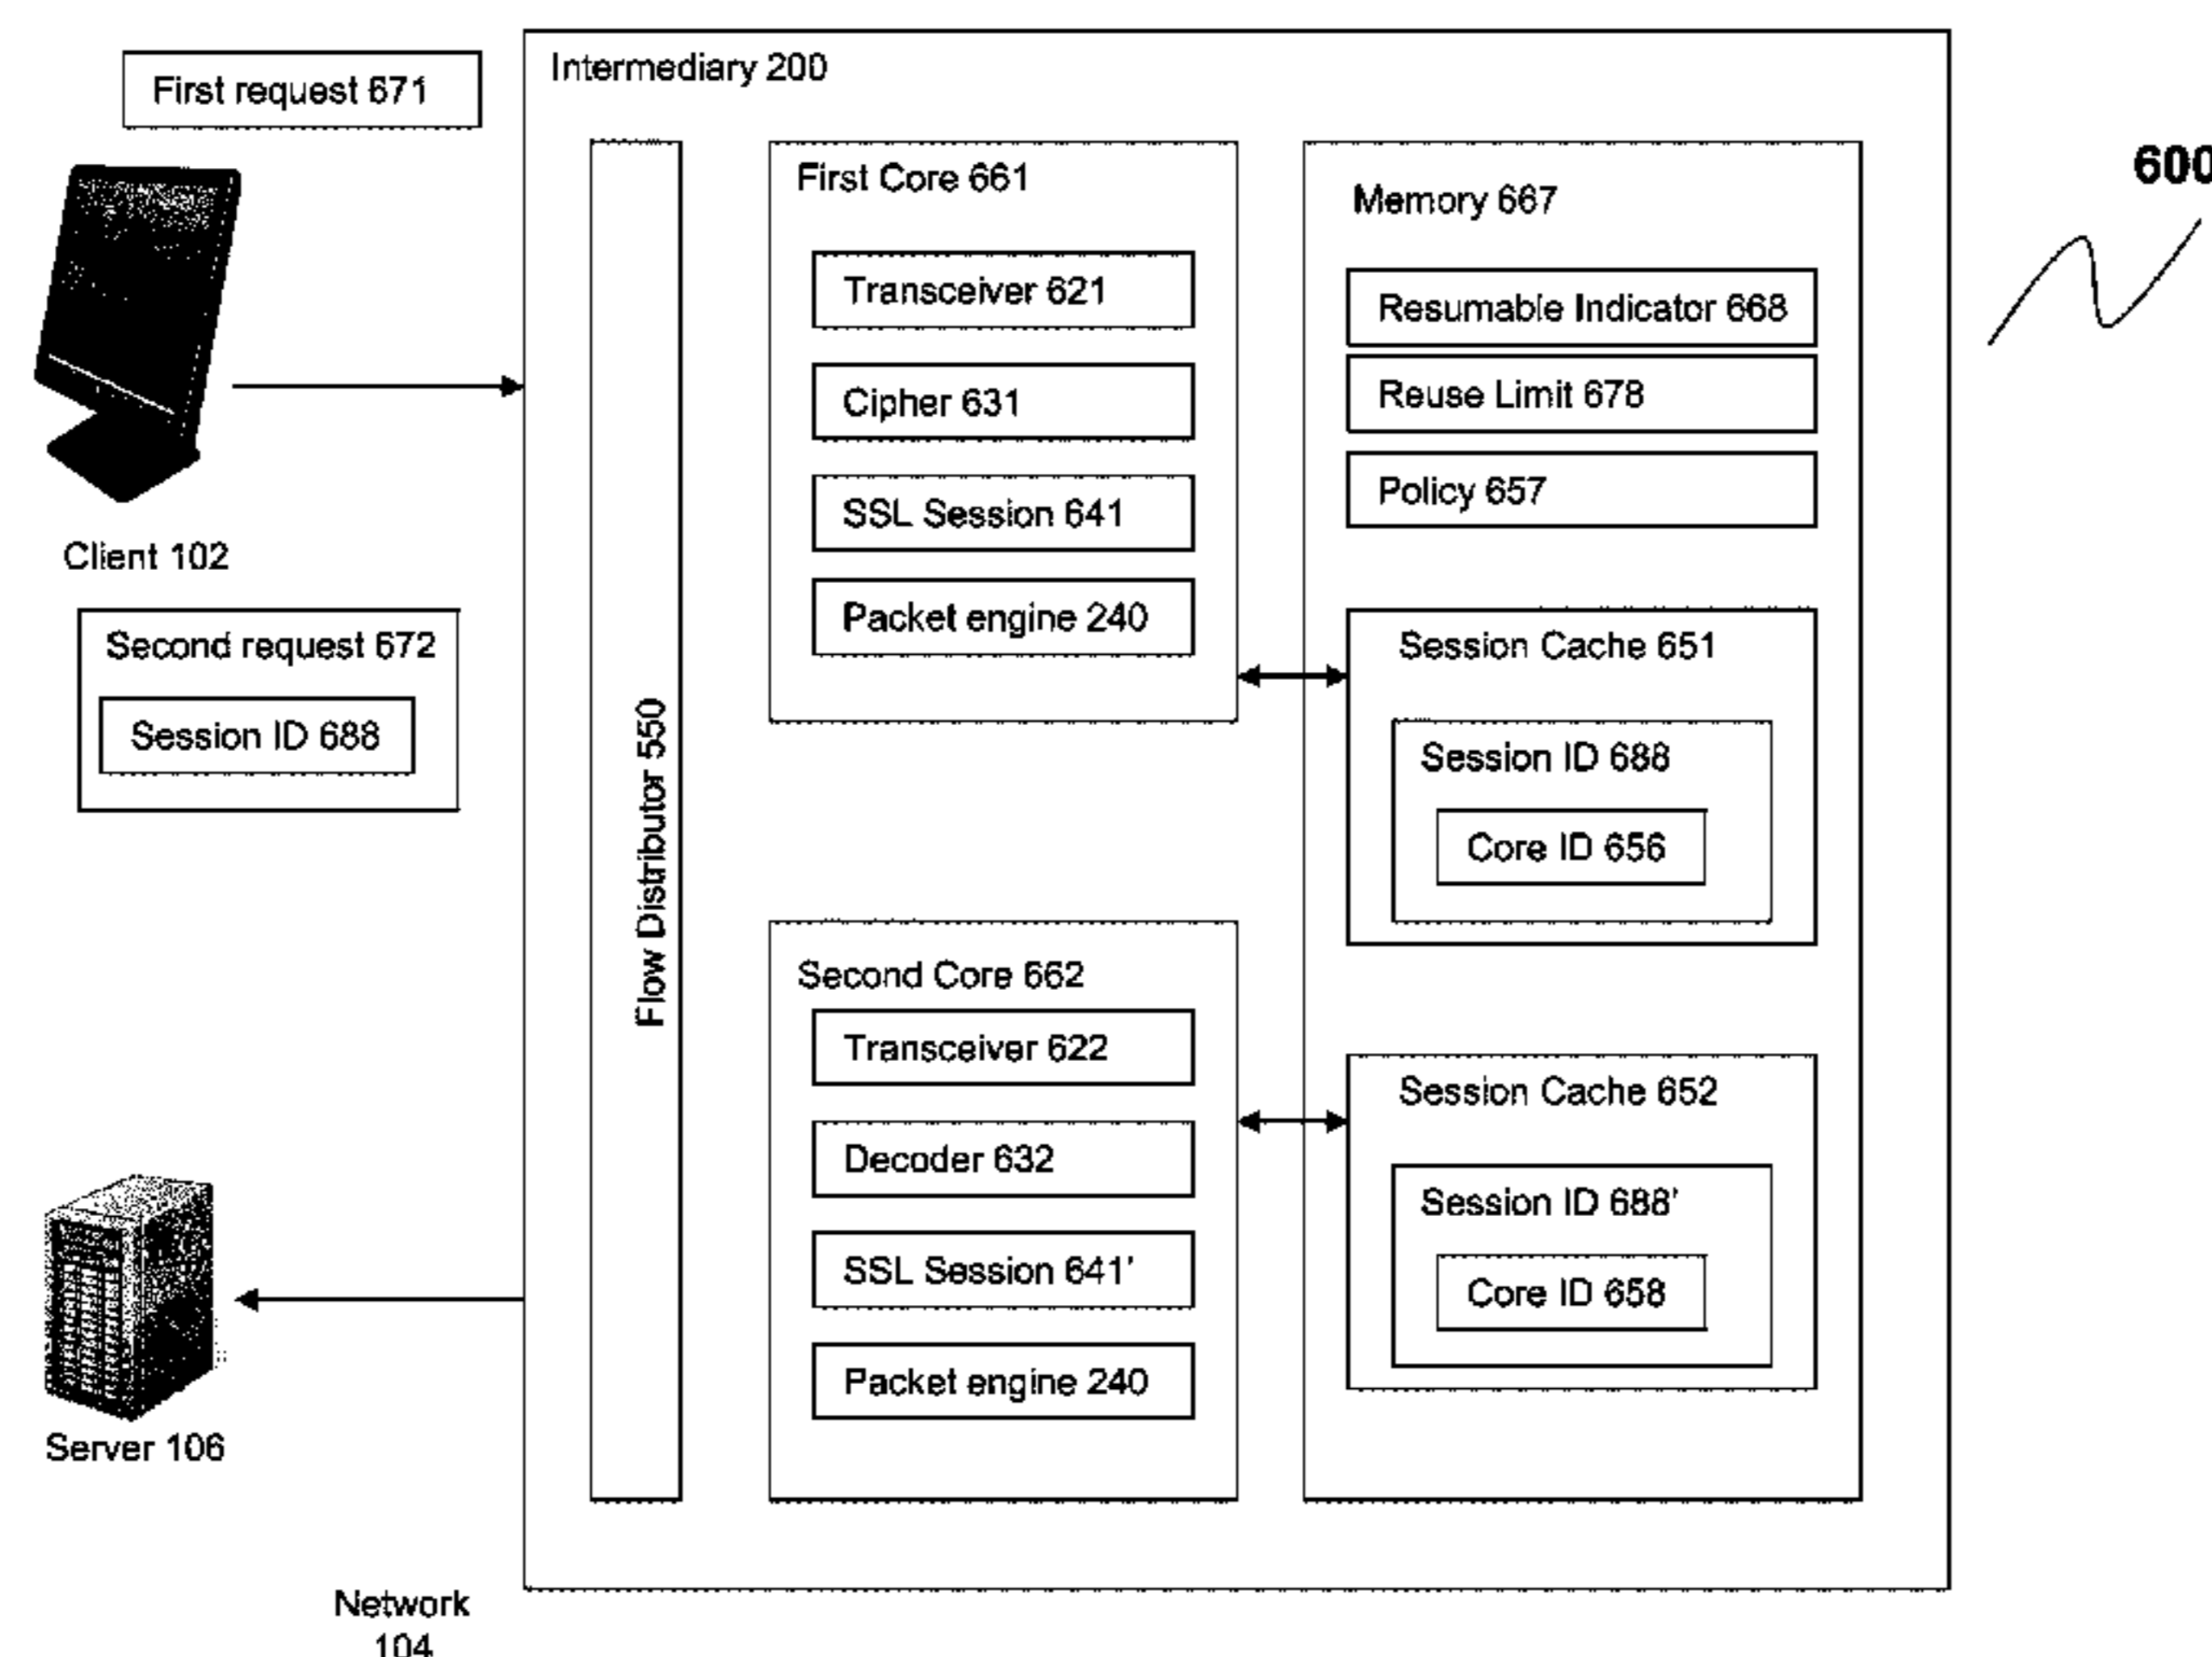 First request 671
Client 102
Second request 672
Session ID 688
Server 106
Network
104
Intermediary 200
Flow Distributor 550
First Core 661
Transceiver 621
Cipher 631
SSL Session 641
Packet engine 240
Second Core 662
Transceiver 622
Decoder 632
SSL Session 641'
Packet engine 240
Memory 667
Resumable Indicator 668
Reuse Limit 678
Policy 657
Session Cache 651
Session ID 688
Core ID 656
Session Cache 652
Session ID 688'
Core ID 658
600